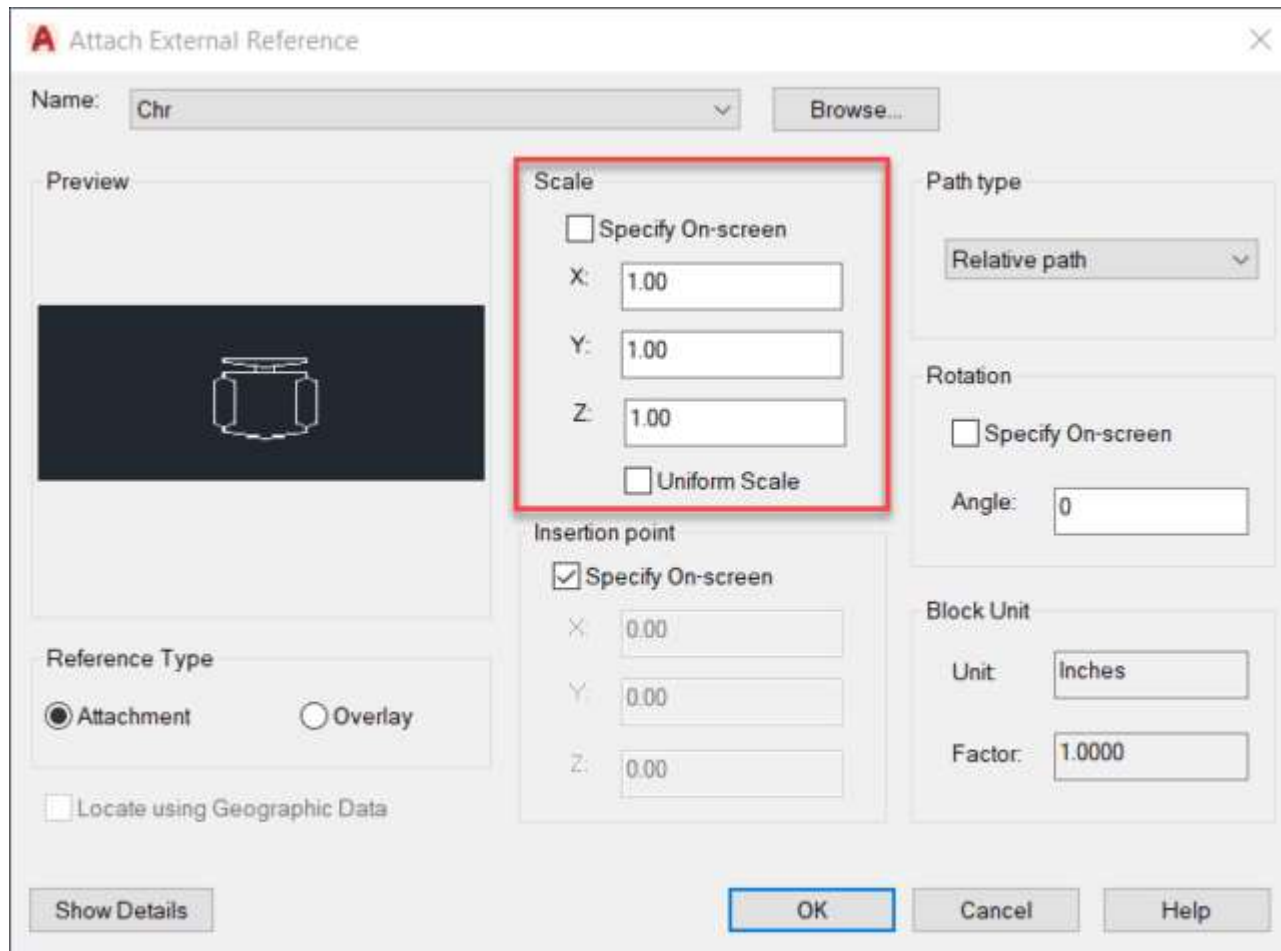 Attach External Reference
Name:
Chr
Browse...
Preview
Reference Type
Attachment
Overlay
Locate using Geographic Data
Scale
Specify On-screen
X: 1.00
Y: 1.00
Z: 1.00
Uniform Scale
Insertion point
Specify On-screen
X: 0.00
Y: 0.00
Z: 0.00
Path type
Relative path
Rotation
Specify On-screen
Angle: 0
Block Unit
Unit: Inches
Factor: 1.0000
Show Details
OK
Cancel
Help